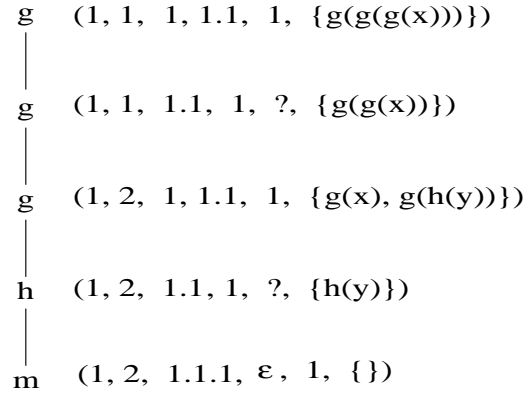 g (1, 1, 1, 1.1, 1, {g(g(g(x)))})
g (1, 1, 1.1, 1, ?, {g(g(x))})
g (1, 2, 1, 1.1, 1, {g(x), g(h(y))})
h (1, 2, 1.1, 1, ?, {h(y)})
m (1, 2, 1.1.1, ε, 1, {})